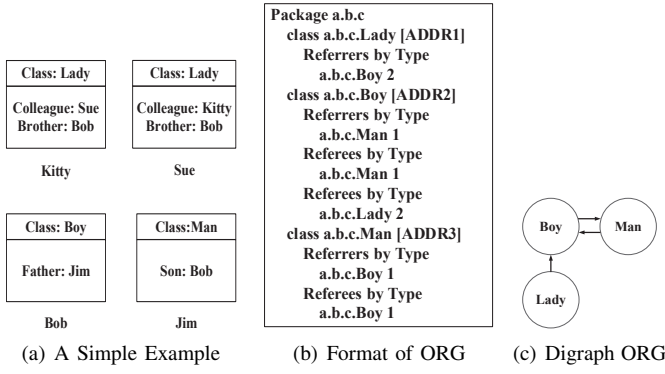 Class: Lady
Colleague: Sue
Brother: Bob
Kitty
Class: Lady
Colleague: Kitty
Brother: Bob
Sue
Class: Boy
Father: Jim
Bob
Class:Man
Son: Bob
Jim
(a) A Simple Example
Package a.b.c
class a.b.c.Lady [ADDR1]
Referrers by Type
a.b.c.Boy 2
class a.b.c.Boy [ADDR2]
Referrers by Type
a.b.c.Man 1
Referees by Type
a.b.c.Man 1
Referees by Type
a.b.c.Lady 2
class a.b.c.Man [ADDR3]
Referrers by Type
a.b.c.Boy 1
Referees by Type
a.b.c.Boy 1
(b) Format of ORG
Boy
Man
Lady
(c) Digraph ORG